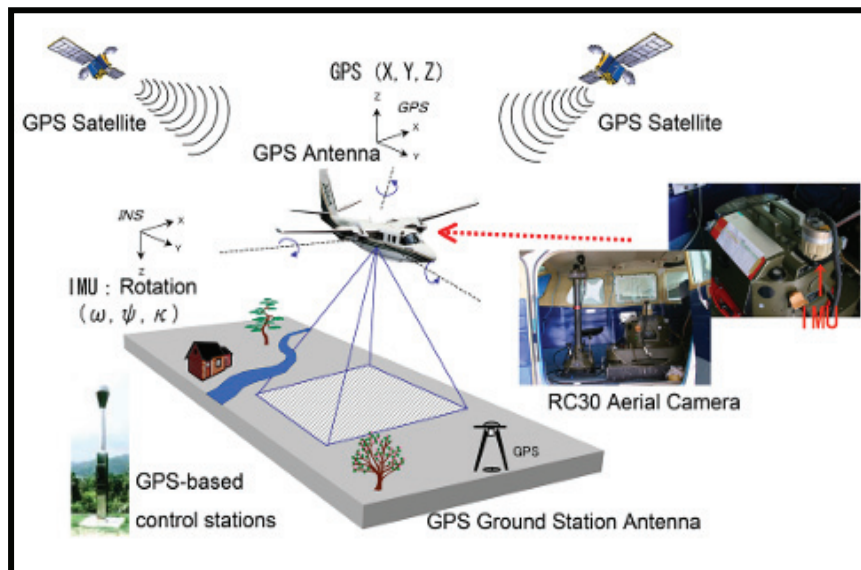 GPS (X, Y, Z)
Z
GPS
X
Y
GPS Satellite
GPS Satellite
GPS Antenna
INS
X
Y
Z
IMU : Rotation
(ω, ψ, κ)
IMU
RC30 Aerial Camera
GPS
GPS-based
control stations
GPS Ground Station Antenna